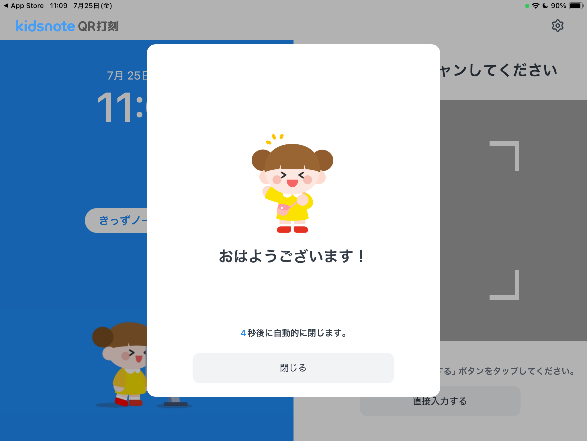 App Store 11:09 7月25日(金) 90%
kidsnote QR打刻
7月 25日
11:0
ャンしてください
きっずノー
おはようございます！
4秒後に自動的に閉じます。
閉じる
する」ボタンをタップしてください。
直接入力する